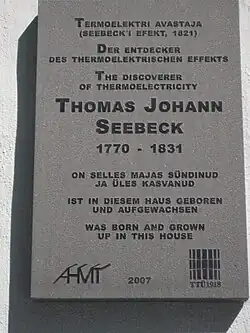 TERMOELEKTRI AVASTAJA
(SEEBECK'I EFEKT, 1821)
DER ENTDECKER
DES THERMOELEKTRISCHEN EFFEKTS
THE DISCOVERER
OF THERMOELECTRICITY
THOMAS JOHANN
SEEBECK
1770 - 1831
ON SELLES MAJAS SÜNDINUD
JA ÜLES KASVANUD
IST IN DIESEM HAUS GEBOREN
UND AUFGEWACHSEN
WAS BORN AND GROWN
UP IN THIS HOUSE
AHMT 2007 TTÜ1918